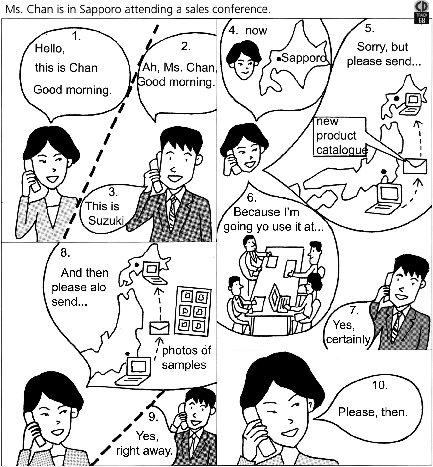 Ms. Chan is in Sapporo attending a sales conference.
CD
1.
Hello,
this is Chan
Good morning.
2.
Ah, Ms. Chan,
Good morning.
3.
This is
Suzuki.
4. now
Sapporo
5.
Sorry, but
please send...
new
product
catalogue
6.
Because I'm
going yo use it at...
7.
Yes,
certainly.
8.
And then
please alo
send...
photos of
samples
9.
Yes,
right away.
10.
Please, then.